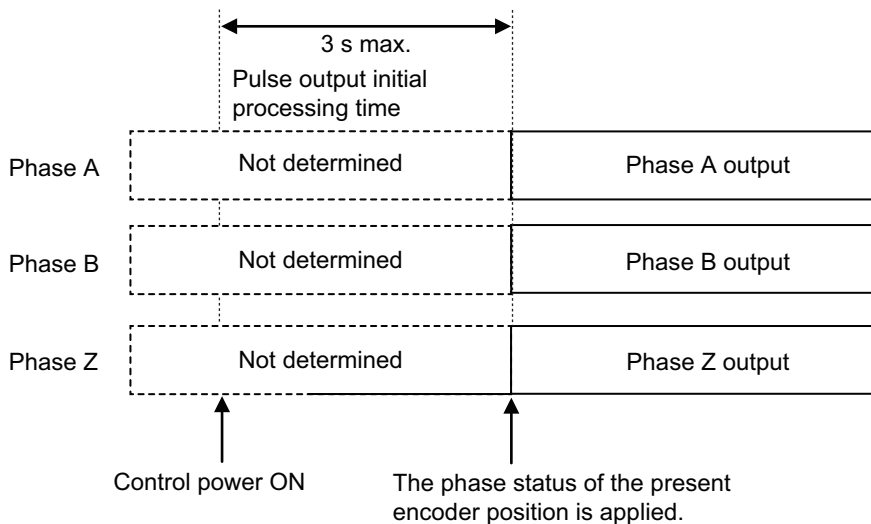 3 s max.
Pulse output initial
processing time
Phase A
Not determined
Phase A output
Phase B
Not determined
Phase B output
Phase Z
Not determined
Phase Z output
Control power ON
The phase status of the present
encoder position is applied.